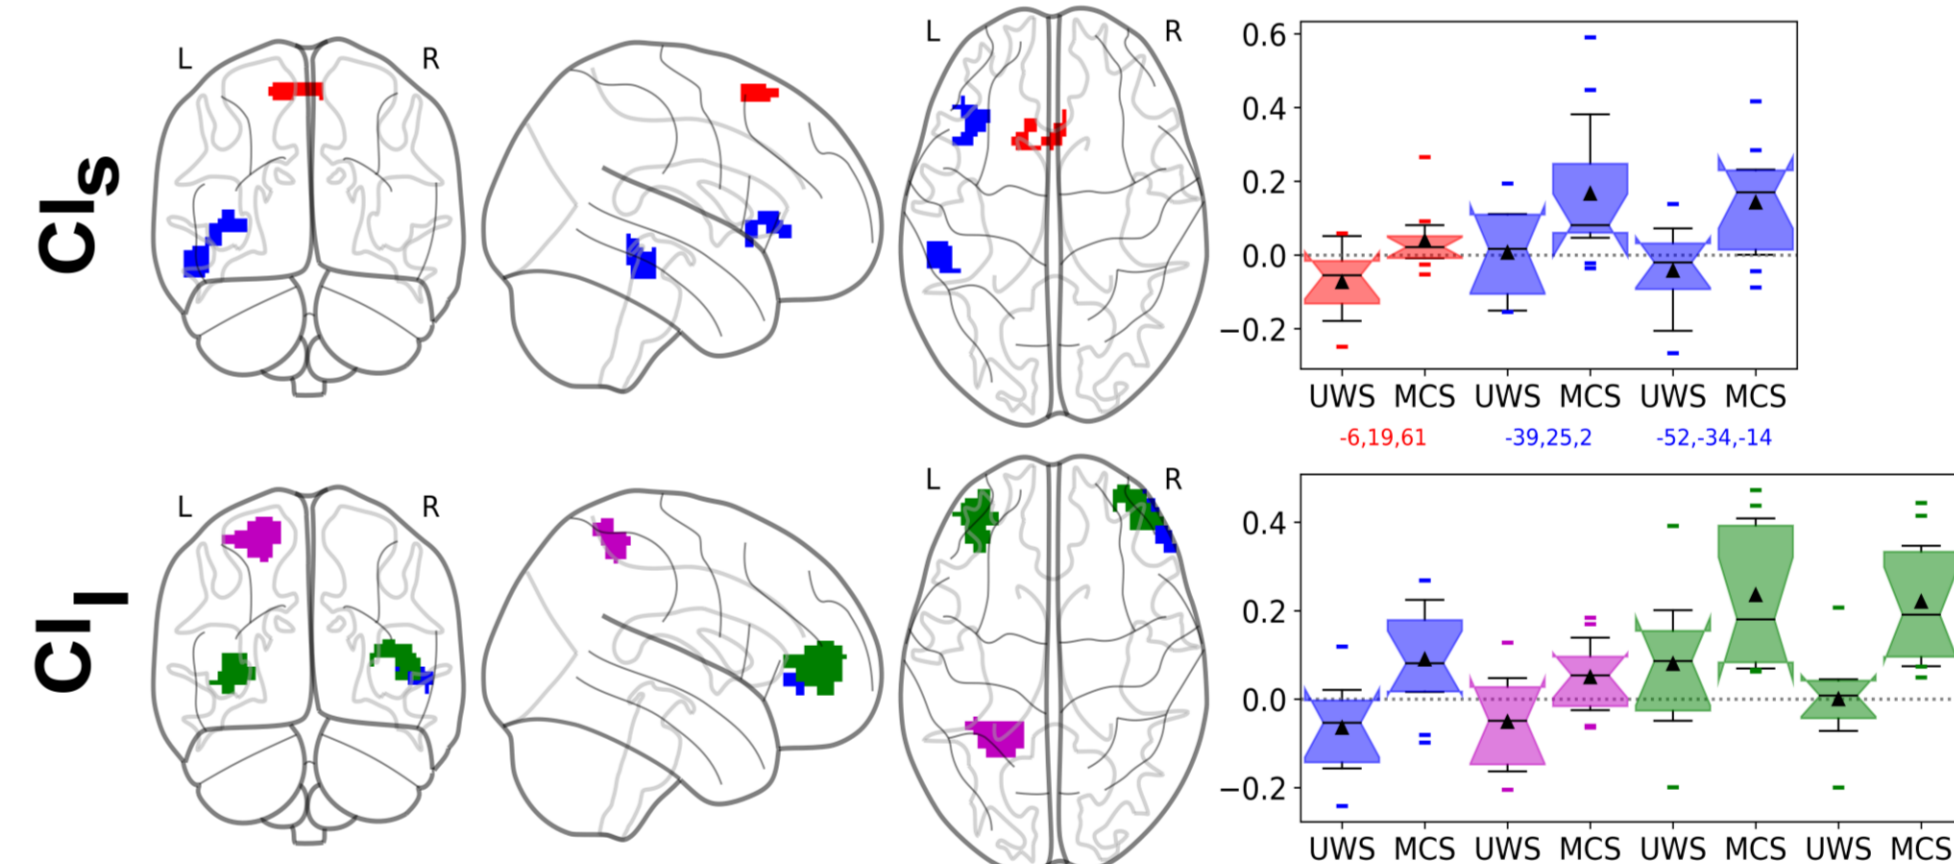 CIs
L
R
L
R
0.6
0.4
0.2
0.0
−0.2
UWS MCS UWS MCS UWS MCS
-6,19,61 -39,25,2 -52,-34,-14
CIl
L
R
L
R
0.4
0.2
0.0
−0.2
UWS MCS UWS MCS UWS MCS UWS MCS